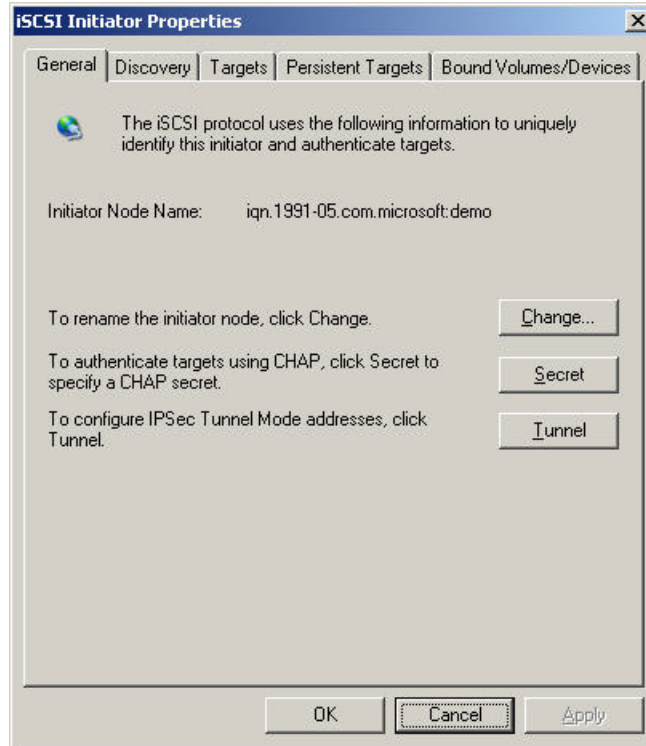 iSCSI Initiator Properties
General Discovery Targets Persistent Targets Bound Volumes/Devices
The iSCSI protocol uses the following information to uniquely
identify this initiator and authenticate targets.
Initiator Node Name: iqn.1991-05.com.microsoft:demo
To rename the initiator node, click Change.
Change...
To authenticate targets using CHAP, click Secret to
specify a CHAP secret.
Secret
To configure IPSec Tunnel Mode addresses, click
Tunnel.
Tunnel
OK Cancel Apply